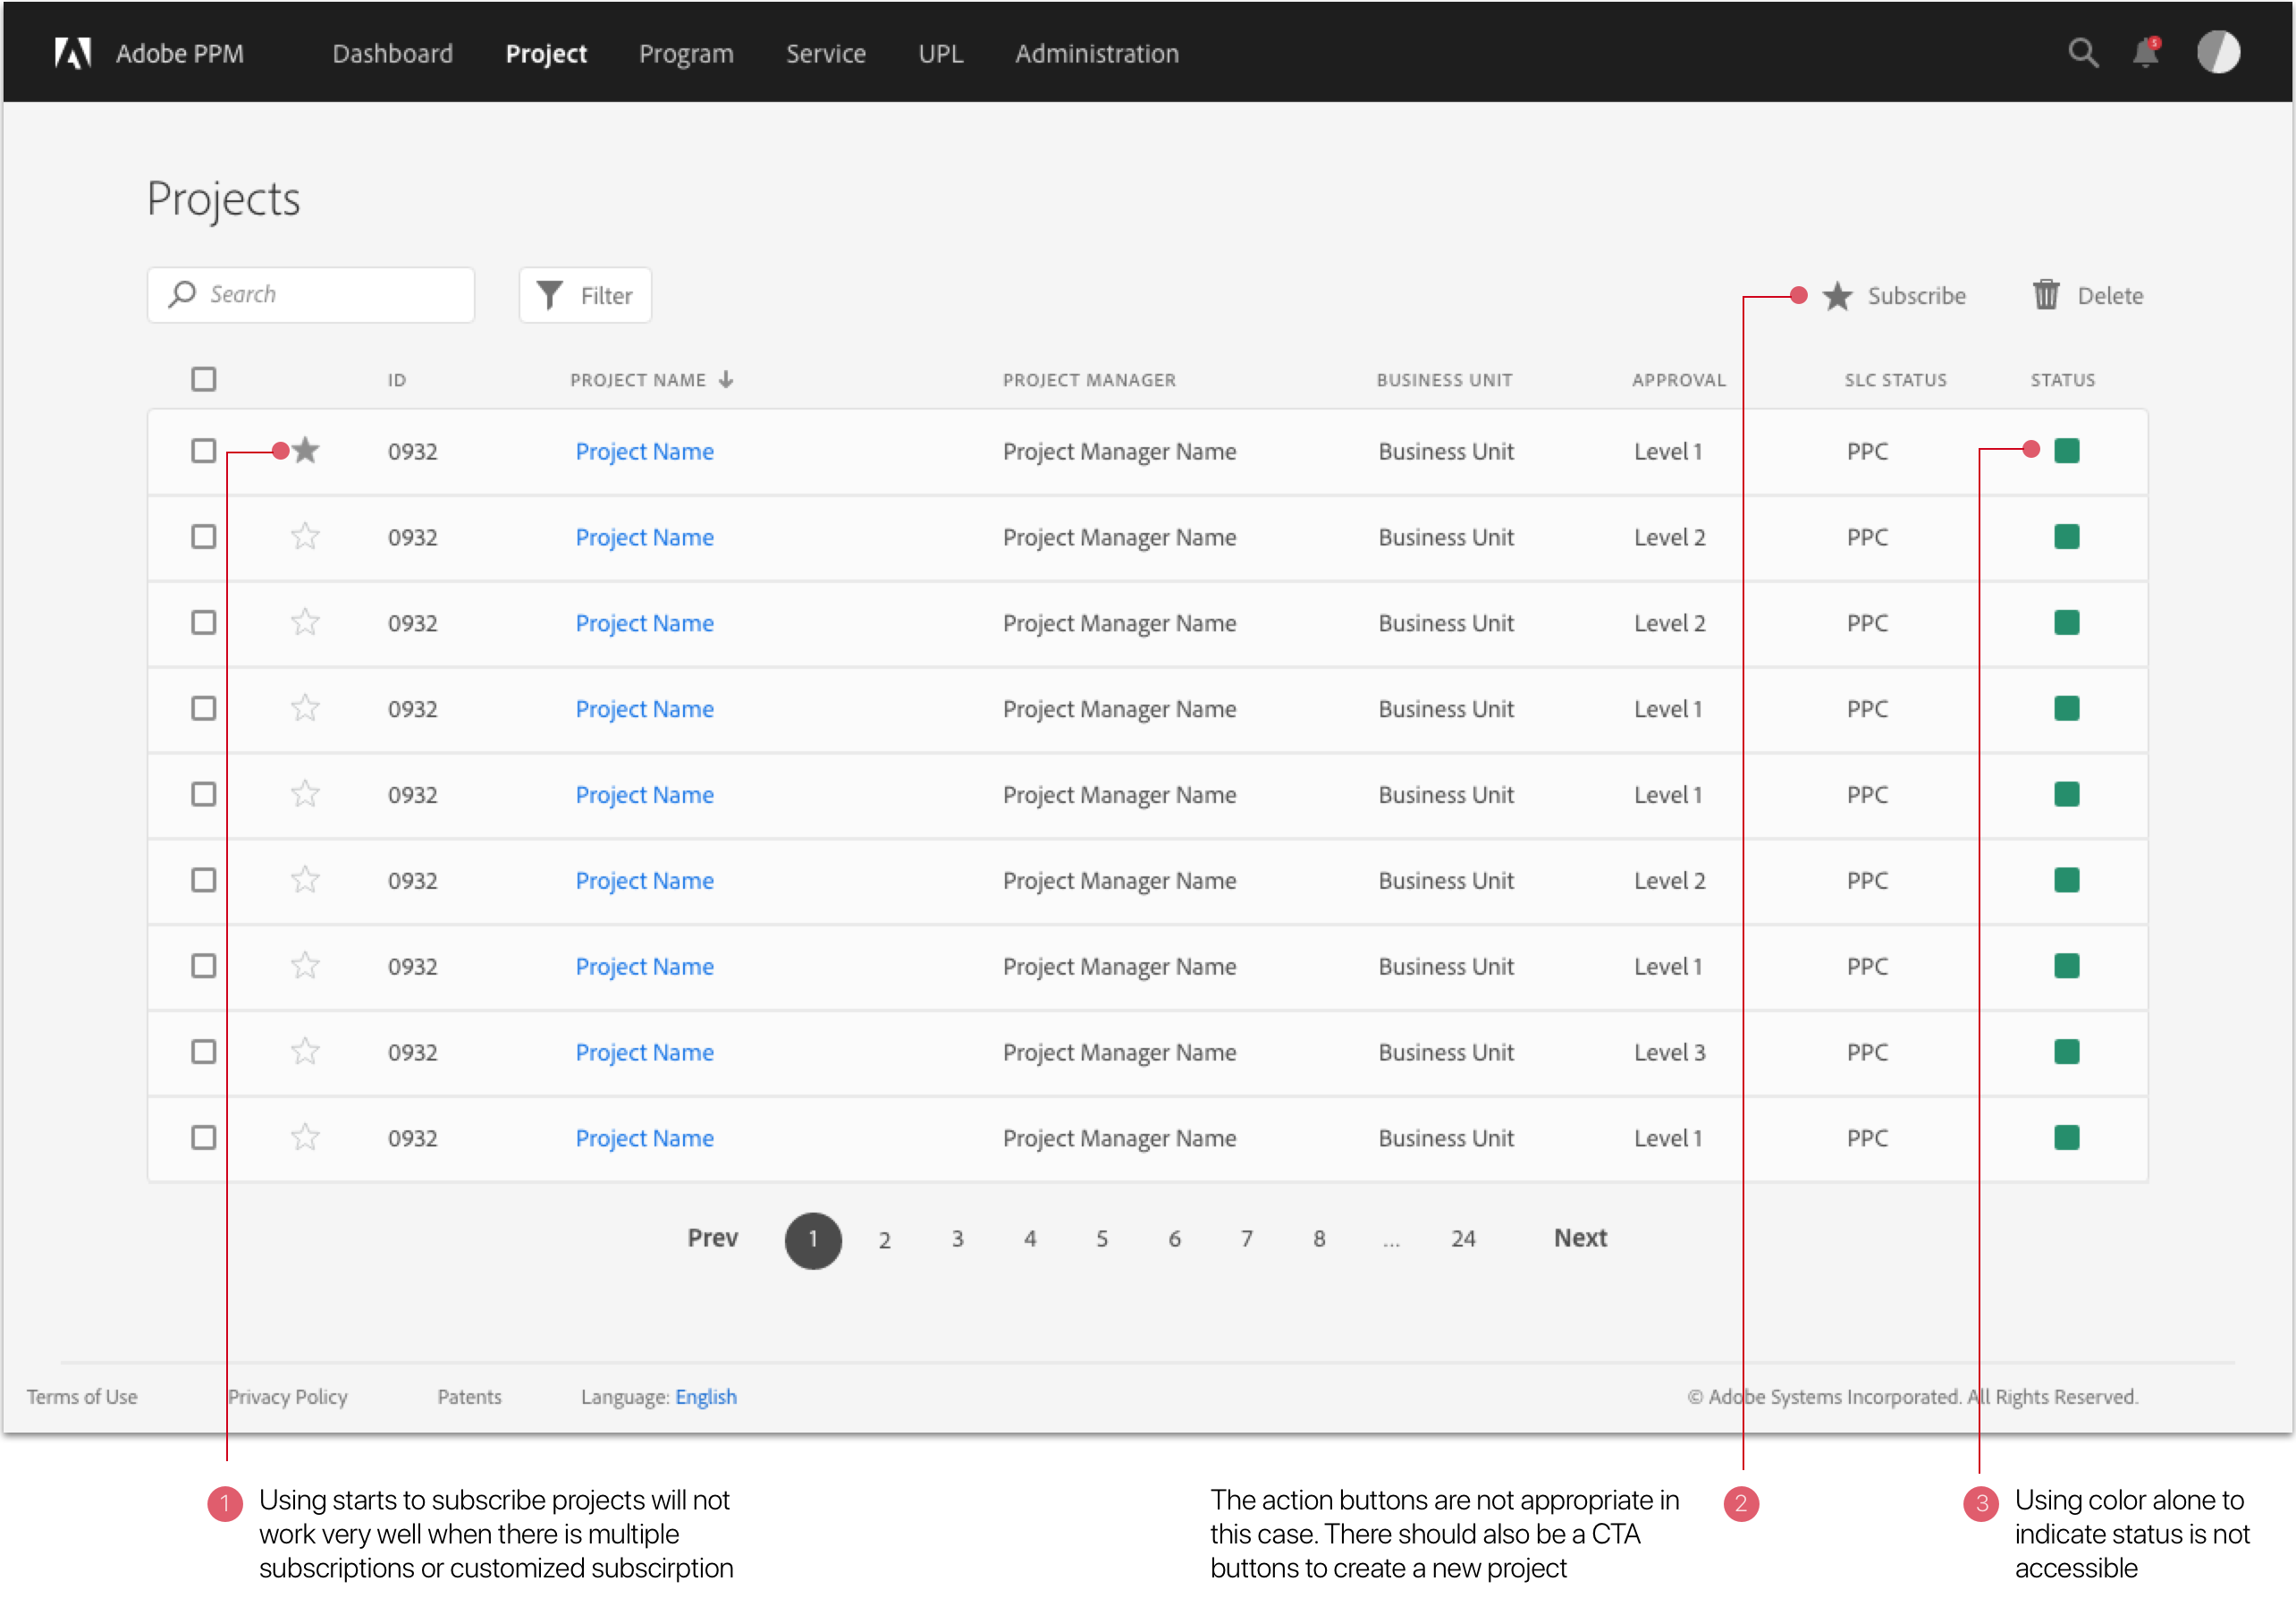 Adobe PPM Dashboard Project Program Service UPL Administration 5
Projects
Search Filter Subscribe Delete
ID PROJECT NAME PROJECT MANAGER BUSINESS UNIT APPROVAL SLC STATUS STATUS
0932 Project Name Project Manager Name Business Unit Level 1 PPC
0932 Project Name Project Manager Name Business Unit Level 2 PPC
0932 Project Name Project Manager Name Business Unit Level 2 PPC
0932 Project Name Project Manager Name Business Unit Level 1 PPC
0932 Project Name Project Manager Name Business Unit Level 1 PPC
0932 Project Name Project Manager Name Business Unit Level 2 PPC
0932 Project Name Project Manager Name Business Unit Level 1 PPC
0932 Project Name Project Manager Name Business Unit Level 3 PPC
0932 Project Name Project Manager Name Business Unit Level 1 PPC
Prev 1 2 3 4 5 6 7 8 ... 24 Next
Terms of Use Privacy Policy Patents Language: English © Adobe Systems Incorporated. All Rights Reserved.
1 Using starts to subscribe projects will not
work very well when there is multiple
subscriptions or customized subscirption
The action buttons are not appropriate in 2
this case. There should also be a CTA
buttons to create a new project
3 Using color alone to
indicate status is not
accessible